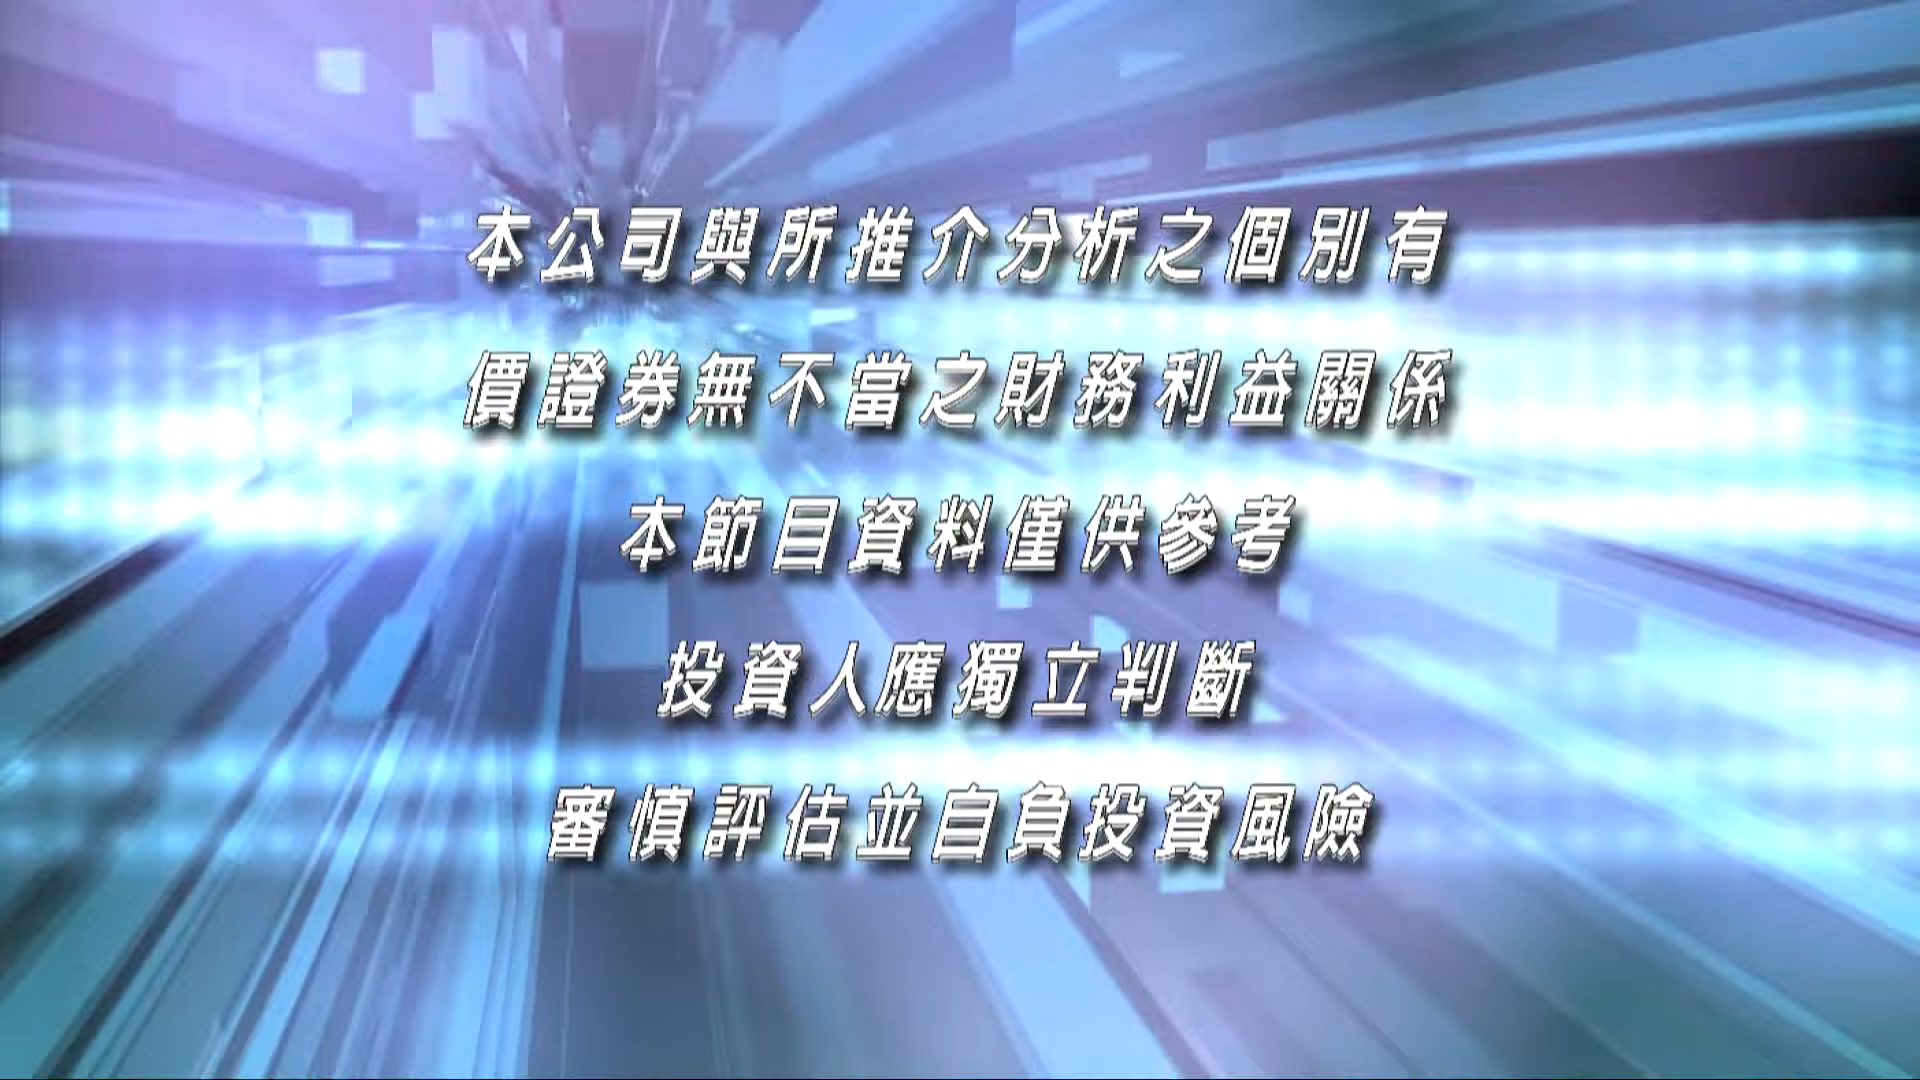 本公司與所推介分析之個別有
價證券無不當之財務利益關係
本節目資料僅供參考
投資人應獨立判斷
審慎評估並自負投資風險